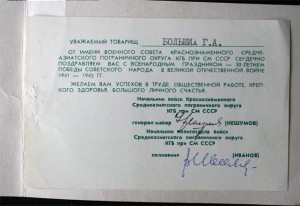 УВАЖАЕМЫЙ ТОВАРИЩ
БОЛЬШИЦ Г.А.
ОТ ИМЕНИ ВОЕННОГО СОВЕТА КРАСНОЗНАМЕННОГО СРЕДНЕ-
АЗИАТСКОГО ПОГРАНИЧНОГО ОКРУГА КГБ ПРИ СМ СССР СЕРДЕЧНО
ПОЗДРАВЛЯЕМ ВАС С ВСЕНАРОДНЫМ ПРАЗДНИКОМ — 30-ЛЕТИЕМ
ПОБЕДЫ СОВЕТСКОГО НАРОДА В ВЕЛИКОЙ ОТЕЧЕСТВЕННОЙ ВОЙНЕ
1941 — 1945 ГГ.
ЖЕЛАЕМ ВАМ УСПЕХОВ В ТРУДЕ, ОБЩЕСТВЕННОЙ РАБОТЕ, КРЕП-
КОГО ЗДОРОВЬЯ, БОЛЬШОГО ЛИЧНОГО СЧАСТЬЯ.
Начальник войск Краснознаменного
Среднеазиатского пограничного округа
КГБ при СМ СССР
генерал майор (НЕШУМОВ)
Начальник политотдела войск
Среднеазиатского пограничного округа
КГБ при СМ СССР
полковник (ИВАНОВ)